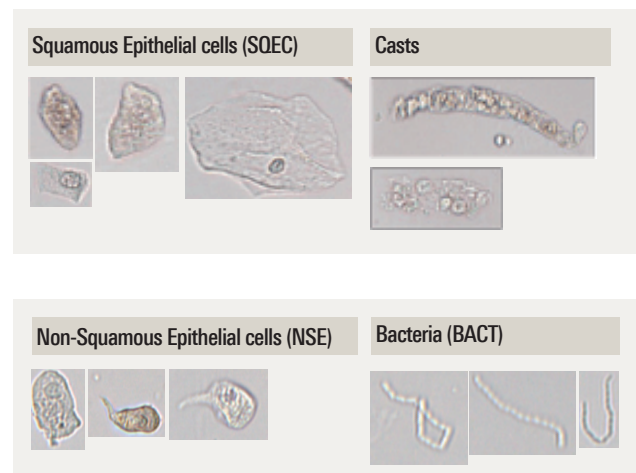 Squamous Epithelial cells (SQEC)
Casts
Non-Squamous Epithelial cells (NSE)
Bacteria (BACT)